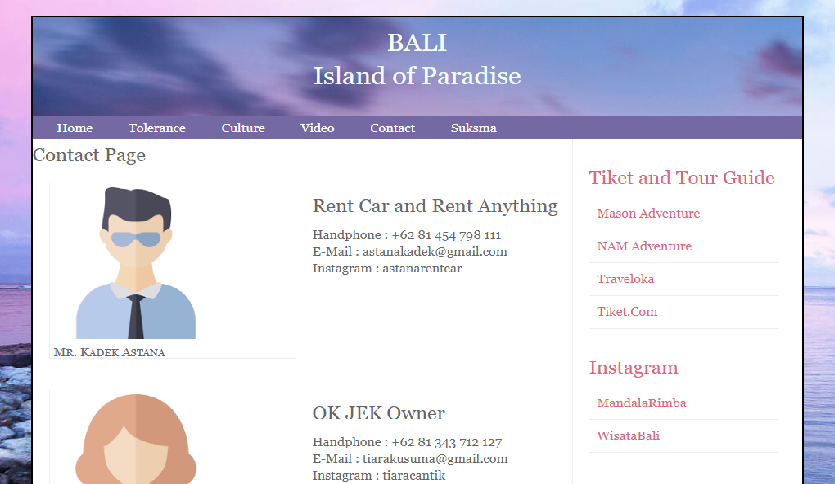 BALI
Island of Paradise
Home Tolerance Culture Video Contact Suksma
Contact Page
Rent Car and Rent Anything
Handphone : +62 81 454 798 111
E-Mail : astanakadek@gmail.com
Instagram : astanarentcar
Mr. Kadek Astana
OK JEK Owner
Handphone : +62 81 343 712 127
E-Mail : tiarakusuma@gmail.com
Instagram : tiaracantik
Tiket and Tour Guide
Mason Adventure
NAM Adventure
Traveloka
Tiket.Com
Instagram
MandalaRimba
WisataBali